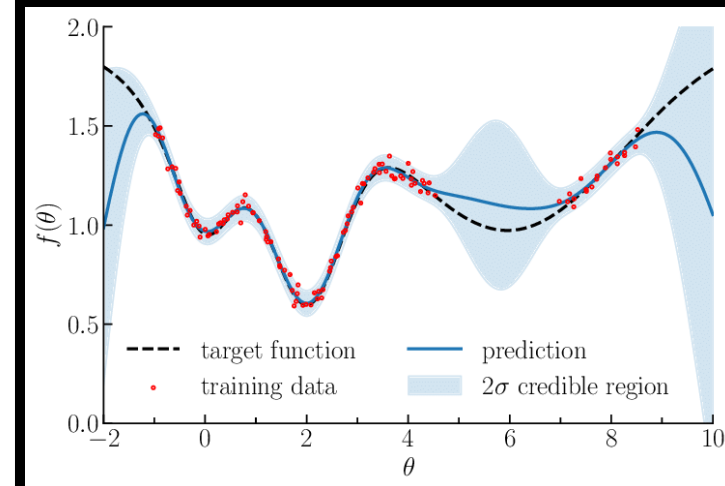 2.0
1.5
1.0
0.5
0.0
f(θ)
target function
prediction
training data
2σ credible region
−2 0 2 4 6 8 10
θ